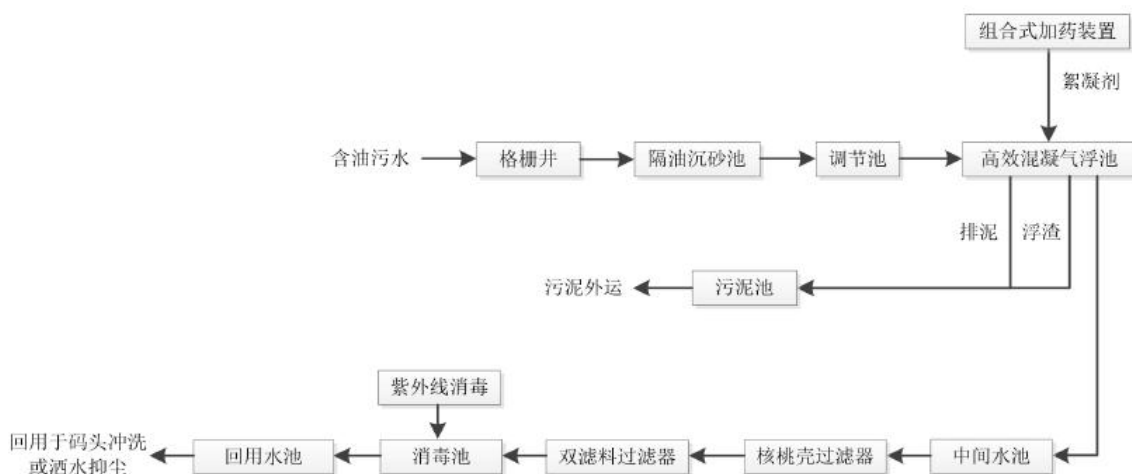 组合式加药装置
絮凝剂
含油污水
格栅井
隔油沉砂池
调节池
高效混凝气浮池
排泥
浮渣
污泥外运
污泥池
紫外线消毒
回用于码头冲洗
或洒水抑尘
回用水池
消毒池
双滤料过滤器
核桃壳过滤器
中间水池